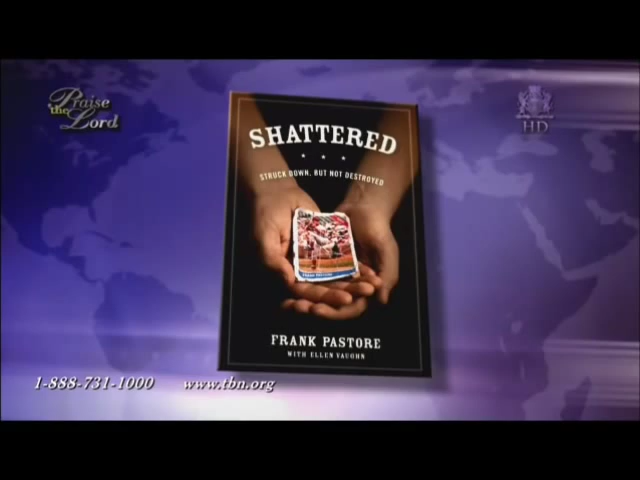 Praise
the
Lord
HD
SHATTERED
STRUCK DOWN, BUT NOT DESTROYED
FRANK PASTORE
WITH ELLEN VAUGHN
1-888-731-1000 www.tbn.org